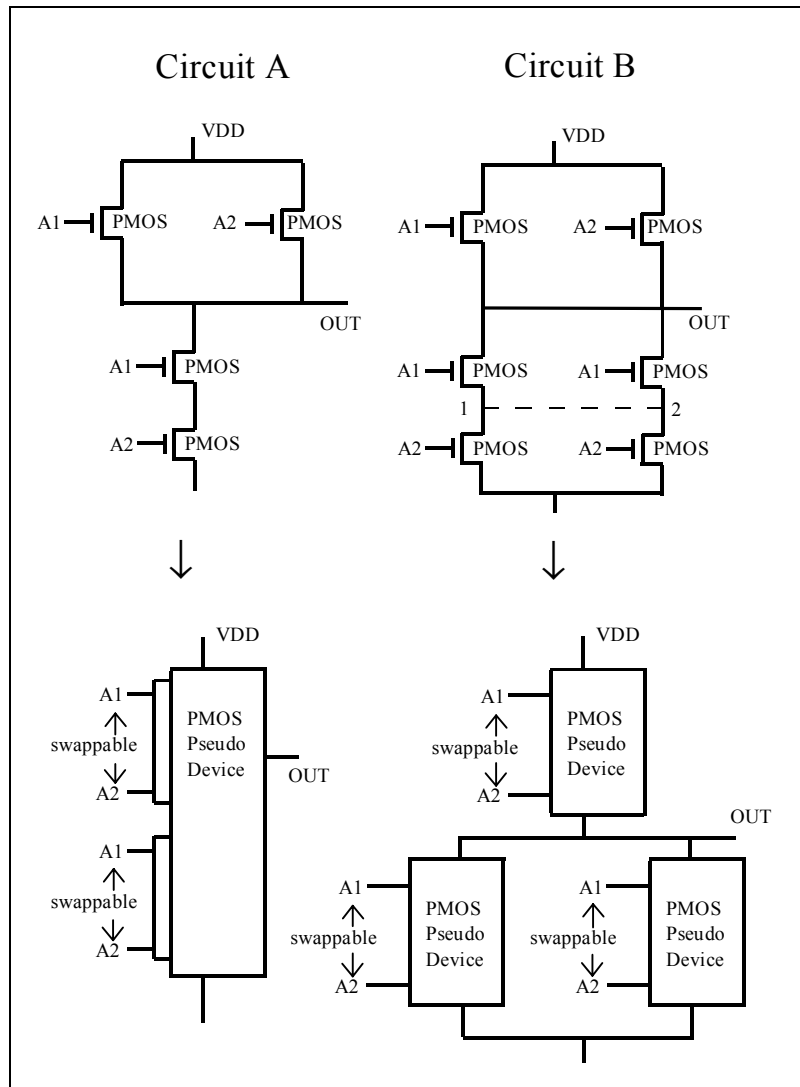 Circuit A
Circuit B
VDD
A1
PMOS
A2
PMOS
OUT
A1
PMOS
A2
PMOS
VDD
A1
PMOS
A2
PMOS
OUT
A1
PMOS
A1
PMOS
1
2
A2
PMOS
A2
PMOS
VDD
A1
swappable
A2
PMOS
Pseudo
Device
OUT
A1
swappable
A2
VDD
A1
swappable
A2
PMOS
Pseudo
Device
OUT
A1
swappable
A2
PMOS
Pseudo
Device
A1
swappable
A2
PMOS
Pseudo
Device